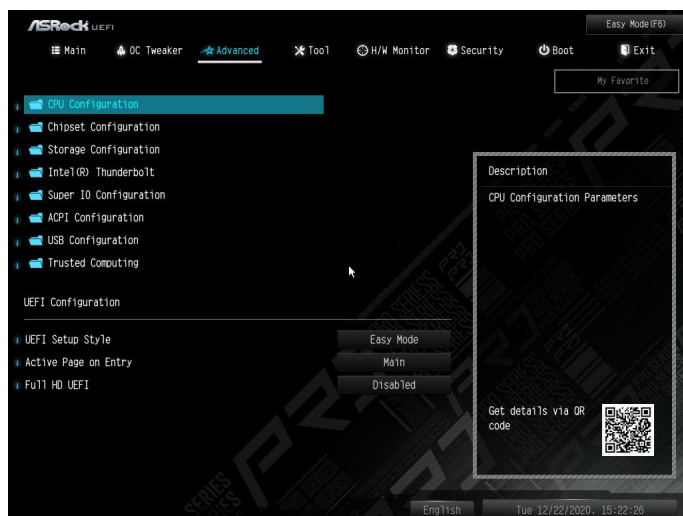 ASRock UEFI
Easy Mode(F6)
Main OC Tweaker Advanced Tool H/W Monitor Security Boot Exit
My Favorite
CPU Configuration
Chipset Configuration
Storage Configuration
Intel(R) Thunderbolt
Super IO Configuration
ACPI Configuration
USB Configuration
Trusted Computing
UEFI Configuration
UEFI Setup Style Easy Mode
Active Page on Entry Main
Full HD UEFI Disabled
Description
CPU Configuration Parameters
Get details via QR
code
English Tue 12/22/2020. 15:22:26